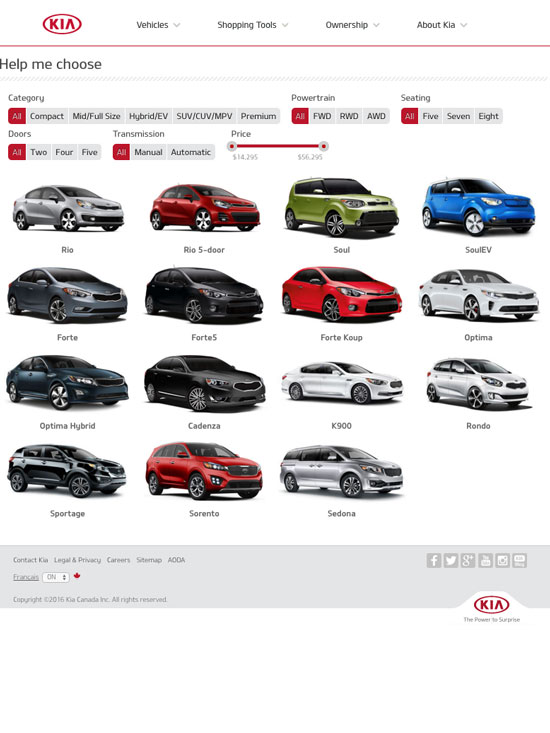 KIA Vehicles Shopping Tools Ownership About Kia
Help me choose
Category Powertrain Seating
All Compact Mid/Full Size Hybrid/EV SUV/CUV/MPV Premium All FWD RWD AWD All Five Seven Eight
Doors Transmission Price
All Two Four Five All Manual Automatic
$14,295 $56,295
Rio Rio 5-door Soul SoulEV
Forte Forte5 Forte Koup Optima
Optima Hybrid Cadenza K900 Rondo
Sportage Sorento Sedona
Contact Kia Legal & Privacy Careers Sitemap AODA
Français ON
Copyright ©2016 Kia Canada Inc. All rights reserved.
KIA
The Power to Surprise